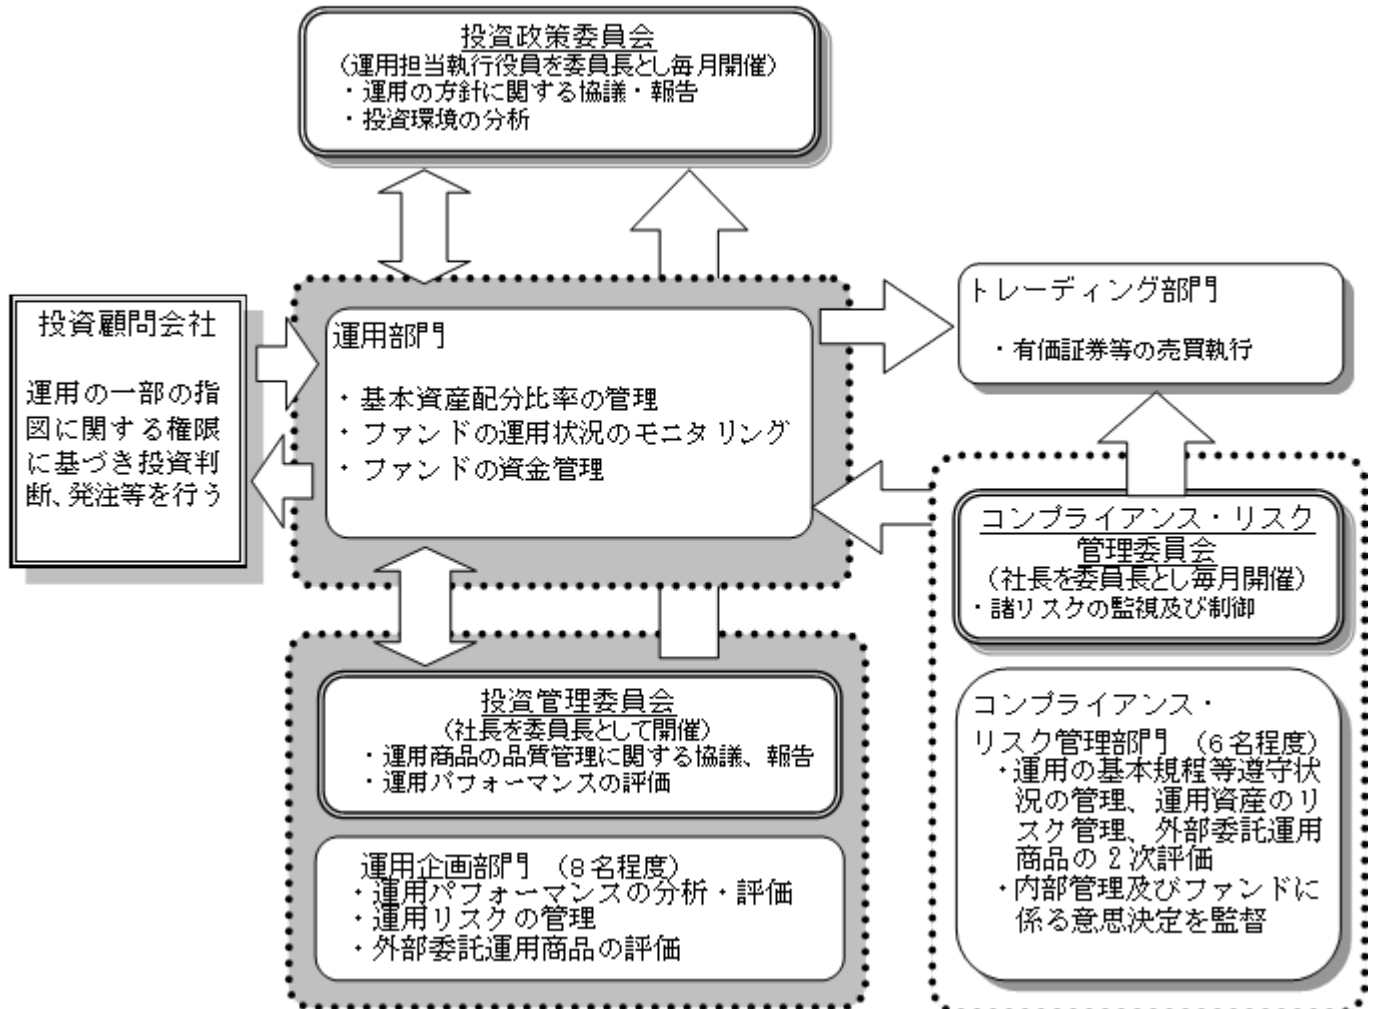 投資政策委員会
（運用担当執行役員を委員長とし毎月開催）
・運用の方針に関する協議・報告
・投資環境の分析
投資顧問会社
運用の一部の指
図に関する権限
に基づき投資判
断、発注等を行う
運用部門
・基本資産配分比率の管理
・ファンドの運用状況のモニタリング
・ファンドの資金管理
トレーディング部門
・有価証券等の売買執行
コンプライアンス・リスク
管理委員会
（社長を委員長とし毎月開催）
・諸リスクの監視及び制御
コンプライアンス・
リスク管理部門（6名程度）
・運用の基本規程等遵守状
況の管理、運用資産のリ
スク管理、外部委託運用
商品の２次評価
・内部管理及びファンドに
係る意思決定を監督
投資管理委員会
（社長を委員長として開催）
・運用商品の品質管理に関する協議、報告
・運用パフォーマンスの評価
運用企画部門（8名程度）
・運用パフォーマンスの分析・評価
・運用リスクの管理
・外部委託運用商品の評価